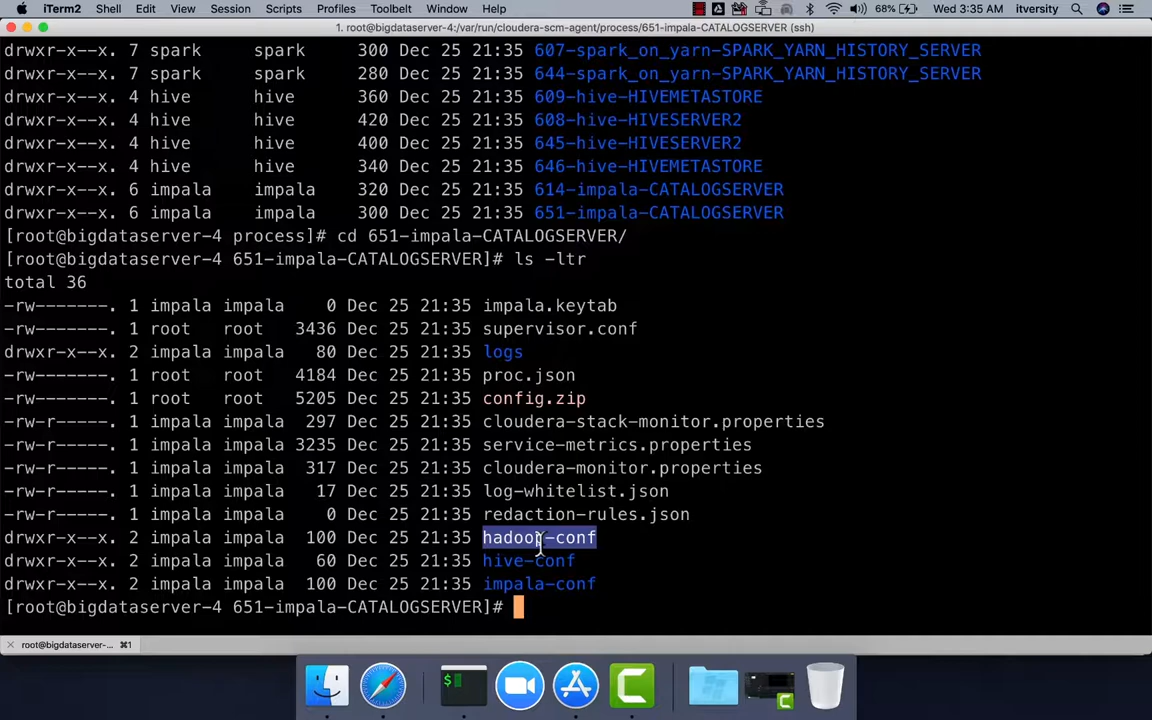 iTerm2 Shell Edit View Session Scripts Profiles Toolbelt Window Help 68% Wed 3:35 AM itversity
1. root@bigdataserver-4:/var/run/cloudera-scm-agent/process/651-impala-CATALOGSERVER (ssh)
drwxr-x--x. 7 spark spark 300 Dec 25 21:35 607-spark_on_yarn-SPARK_YARN_HISTORY_SERVER
drwxr-x--x. 7 spark spark 280 Dec 25 21:35 644-spark_on_yarn-SPARK_YARN_HISTORY_SERVER
drwxr-x--x. 4 hive hive 360 Dec 25 21:35 609-hive-HIVEMETASTORE
drwxr-x--x. 4 hive hive 420 Dec 25 21:35 608-hive-HIVESERVER2
drwxr-x--x. 4 hive hive 400 Dec 25 21:35 645-hive-HIVESERVER2
drwxr-x--x. 4 hive hive 340 Dec 25 21:35 646-hive-HIVEMETASTORE
drwxr-x--x. 6 impala impala 320 Dec 25 21:35 614-impala-CATALOGSERVER
drwxr-x--x. 6 impala impala 300 Dec 25 21:35 651-impala-CATALOGSERVER
[root@bigdataserver-4 process]# cd 651-impala-CATALOGSERVER/
[root@bigdataserver-4 651-impala-CATALOGSERVER]# ls -ltr
total 36
-rw-------. 1 impala impala 0 Dec 25 21:35 impala.keytab
-rw-------. 1 root root 3436 Dec 25 21:35 supervisor.conf
drwxr-x--x. 2 impala impala 80 Dec 25 21:35 logs
-rw-------. 1 root root 4184 Dec 25 21:35 proc.json
-rw-------. 1 root root 5205 Dec 25 21:35 config.zip
-rw-r-----. 1 impala impala 297 Dec 25 21:35 cloudera-stack-monitor.properties
-rw-r-----. 1 impala impala 3235 Dec 25 21:35 service-metrics.properties
-rw-r-----. 1 impala impala 317 Dec 25 21:35 cloudera-monitor.properties
-rw-r-----. 1 impala impala 17 Dec 25 21:35 log-whitelist.json
-rw-r-----. 1 impala impala 0 Dec 25 21:35 redaction-rules.json
drwxr-x--x. 2 impala impala 100 Dec 25 21:35 hadoop-conf
drwxr-x--x. 2 impala impala 60 Dec 25 21:35 hive-conf
drwxr-x--x. 2 impala impala 100 Dec 25 21:35 impala-conf
[root@bigdataserver-4 651-impala-CATALOGSERVER]#
root@bigdataserver-... ⌘1